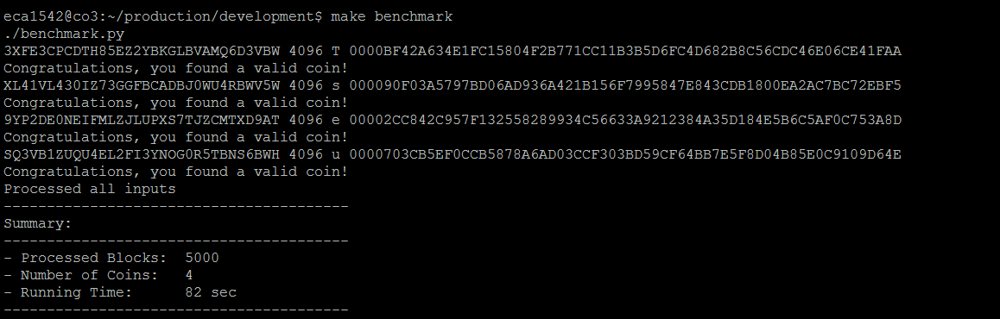 eca1542@co3:~/production/development$ make benchmark
./benchmark.py
3XFE3CPCDTH85EZ2YBKGLBVAMQ6D3VBW 4096 T 0000BF42A634E1FC15804F2B771CC11B3B5D6FC4D682B8C56CDC46E06CE41FAA
Congratulations, you found a valid coin!
XL41VL430IZ73GGFBCADBJ0WU4RBWV5W 4096 s 000090F03A5797BD06AD936A421B156F7995847E843CDB1800EA2AC7BC72EBF5
Congratulations, you found a valid coin!
9YP2DE0NEIFMLZJLUPXS7TJZCMTXD9AT 4096 e 00002CC842C957F132558289934C56633A9212384A35D184E5B6C5AF0C753A8D
Congratulations, you found a valid coin!
SQ3VB1ZUQU4EL2FI3YNOG0R5TBNS6BWH 4096 u 0000703CB5EF0CCB5878A6AD03CCF303BD59CF64BB7E5F8D04B85E0C9109D64E
Congratulations, you found a valid coin!
Processed all inputs
----------------------------------------
Summary:
----------------------------------------
- Processed Blocks:  5000
- Number of Coins:   4
- Running Time:      82 sec
----------------------------------------